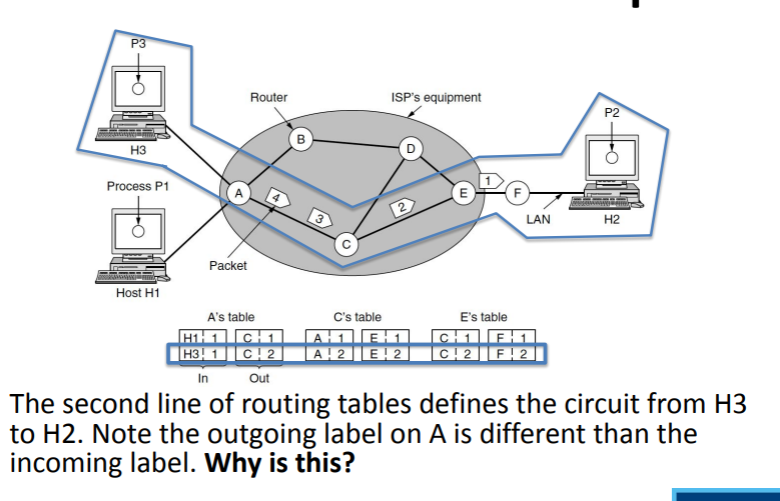 P3
Router
ISP's equipment
P2
B
D
H3
1
Process P1
A
4
E
F
3
2
LAN
H2
C
Packet
Host H1
A's table
C's table
E's table
H1 1 C 1 A 1 E 1 C 1 F 1
H3 1 C 2 A 2 E 2 C 2 F 2
In Out
The second line of routing tables defines the circuit from H3
to H2. Note the outgoing label on A is different than the
incoming label. Why is this?